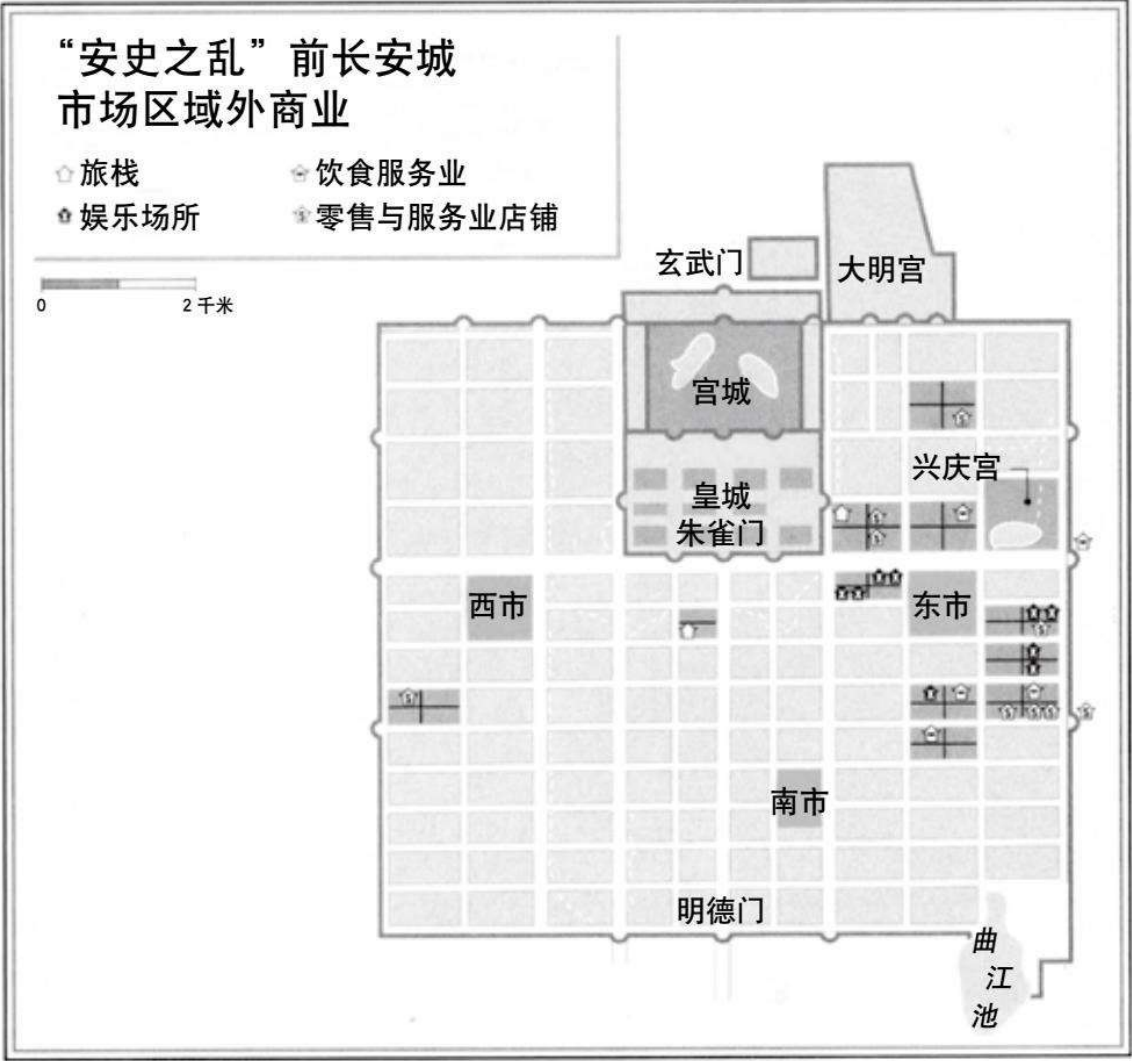 “安史之乱”前长安城
市场区域外商业
旅栈
饮食服务业
娱乐场所
零售与服务业店铺
0
2 千米
玄武门
大明宫
宫城
兴庆宫
皇城
朱雀门
西市
东市
南市
明德门
曲
江
池